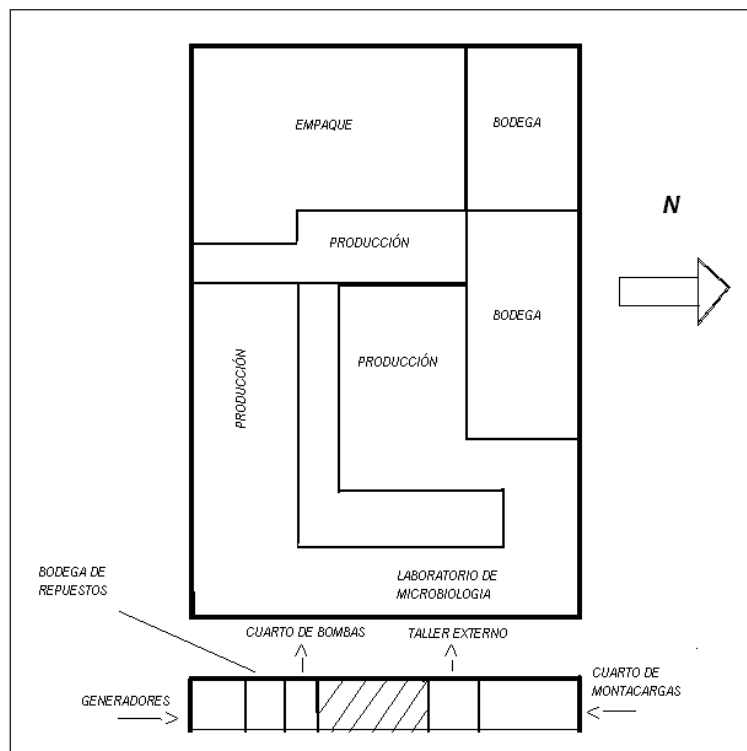 EMPAQUE
BODEGA
N
PRODUCCIÓN
BODEGA
PRODUCCIÓN
PRODUCCIÓN
BODEGA DE
REPUESTOS
LABORATORIO DE
MICROBIOLOGIA
CUARTO DE BOMBAS
TALLER EXTERNO
GENERADORES
CUARTO DE
MONTACARGAS